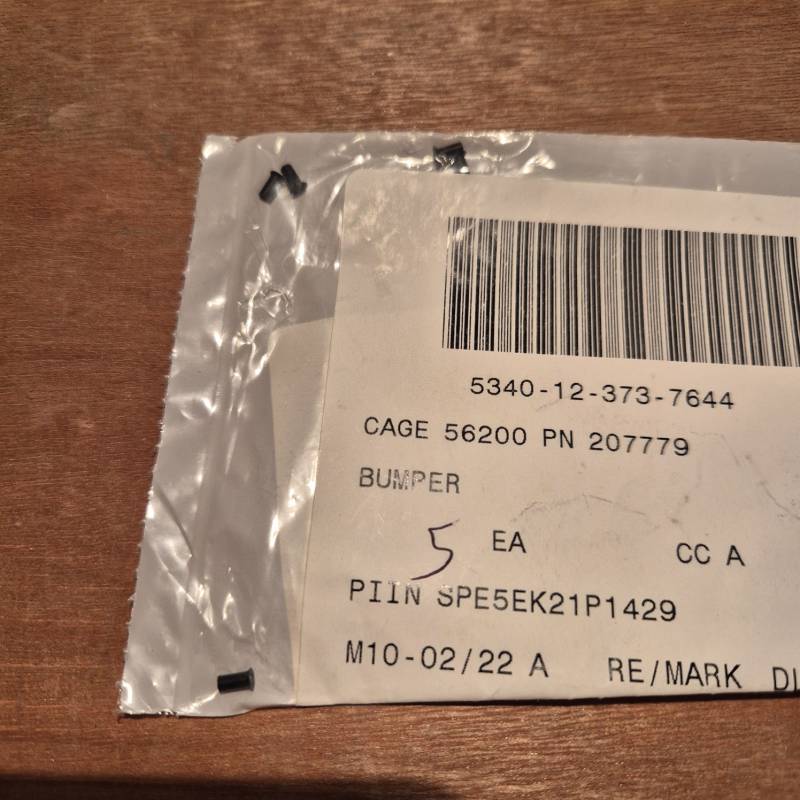 5340-12-373-7644
CAGE 56200 PN 207779
BUMPER
5 EA CC A
PIIN SPE5EK21P1429
M10-02/22 A RE/MARK DI